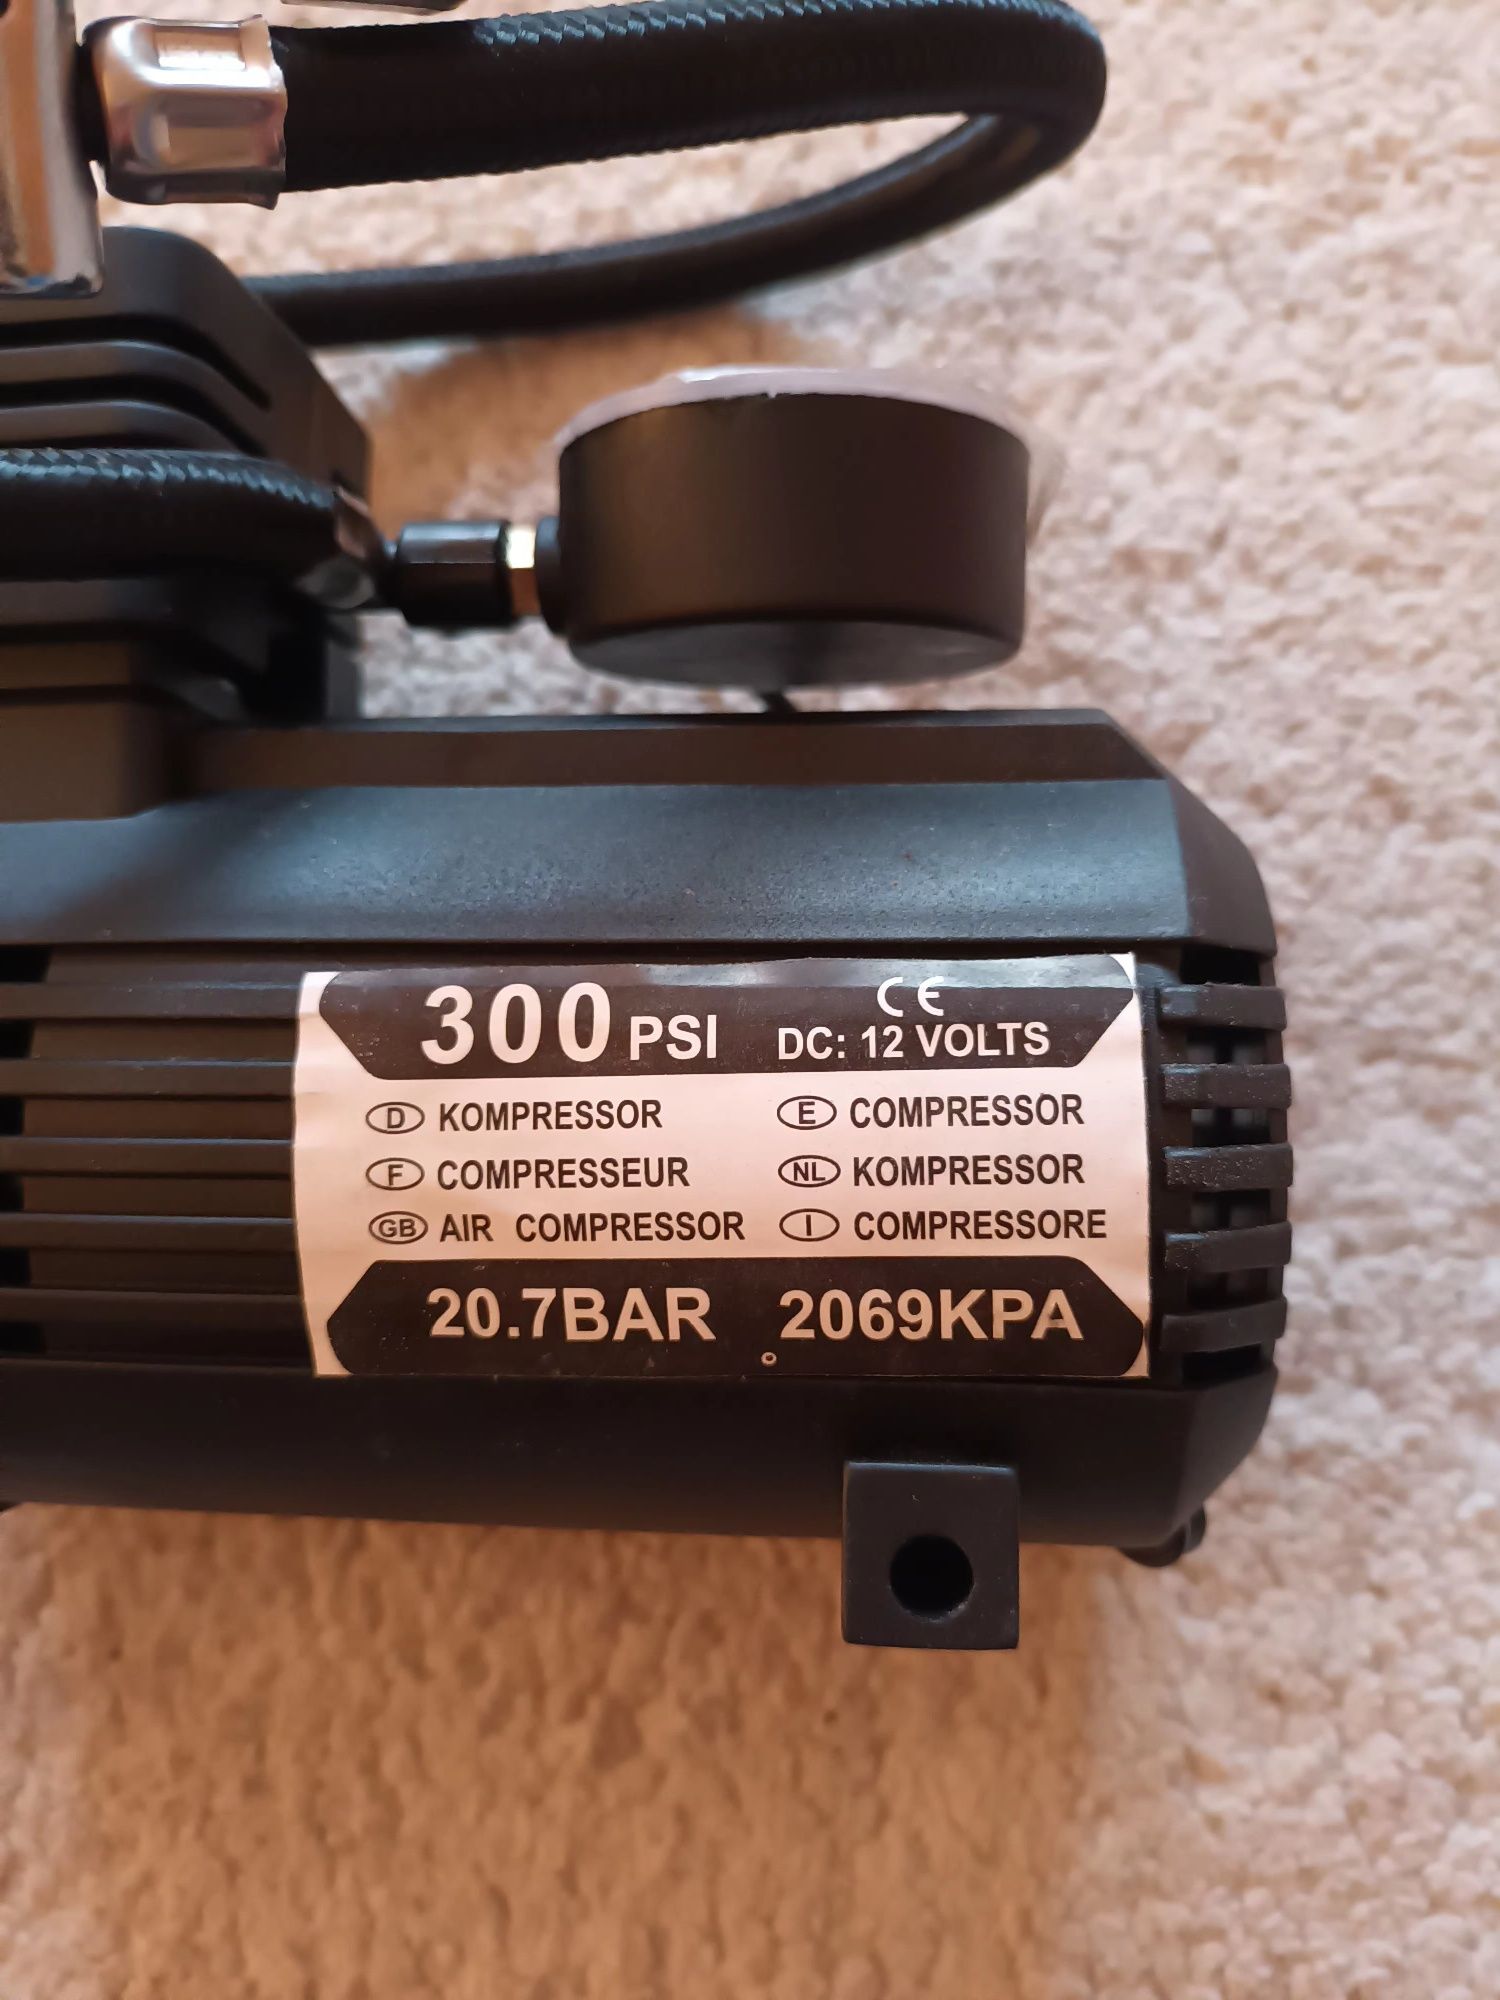 300 PSI CE
DC: 12 VOLTS
D KOMPRESSOR E COMPRESSOR
F COMPRESSEUR NL KOMPRESSOR
GB AIR COMPRESSOR I COMPRESSORE
20.7BAR 2069KPA